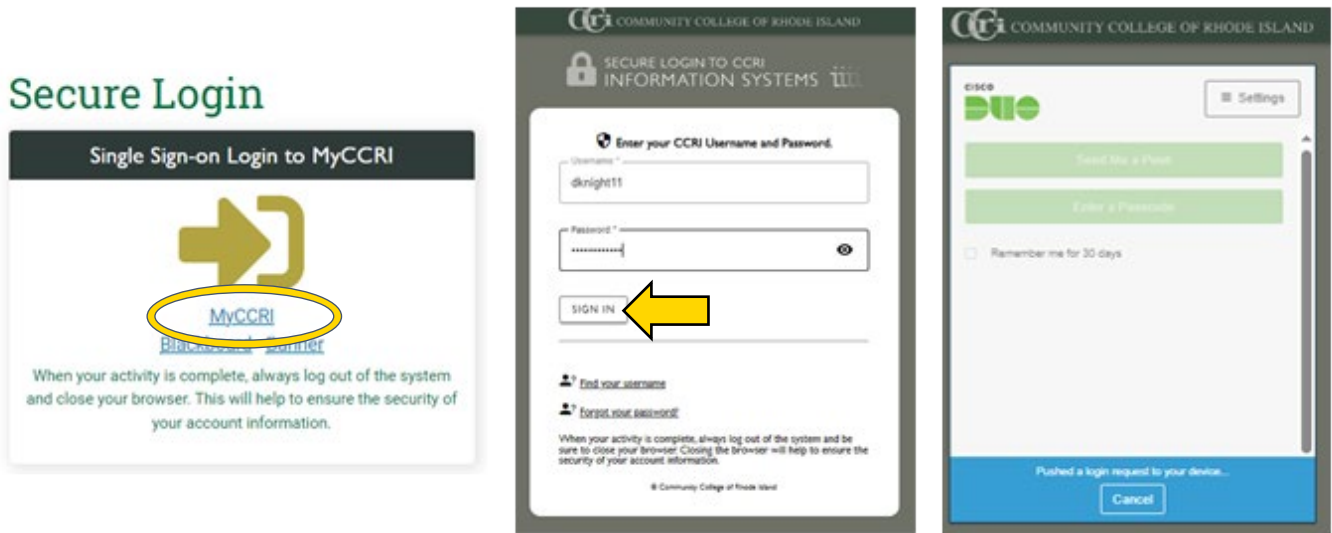 Secure Login
Single Sign-on Login to MyCCRI
MyCCRI
Blackboard Banner
When your activity is complete, always log out of the system
and close your browser. This will help to ensure the security of
your account information.
CCRi COMMUNITY COLLEGE OF RHODE ISLAND
SECURE LOGIN TO CCRI
INFORMATION SYSTEMS
Enter your CCRI Username and Password.
Username *
dknight11
Password *
SIGN IN
Find your username
Forgot your password?
When your activity is complete, always log out of the system and be
sure to close your browser. Closing the browser will help to ensure the
security of your account information.
© Community College of Rhode Island
CCRi COMMUNITY COLLEGE OF RHODE ISLAND
CISCO
DUO
≡ Settings
Send Me a Push
Enter a Passcode
Remember me for 30 days
Pushed a login request to your device...
Cancel